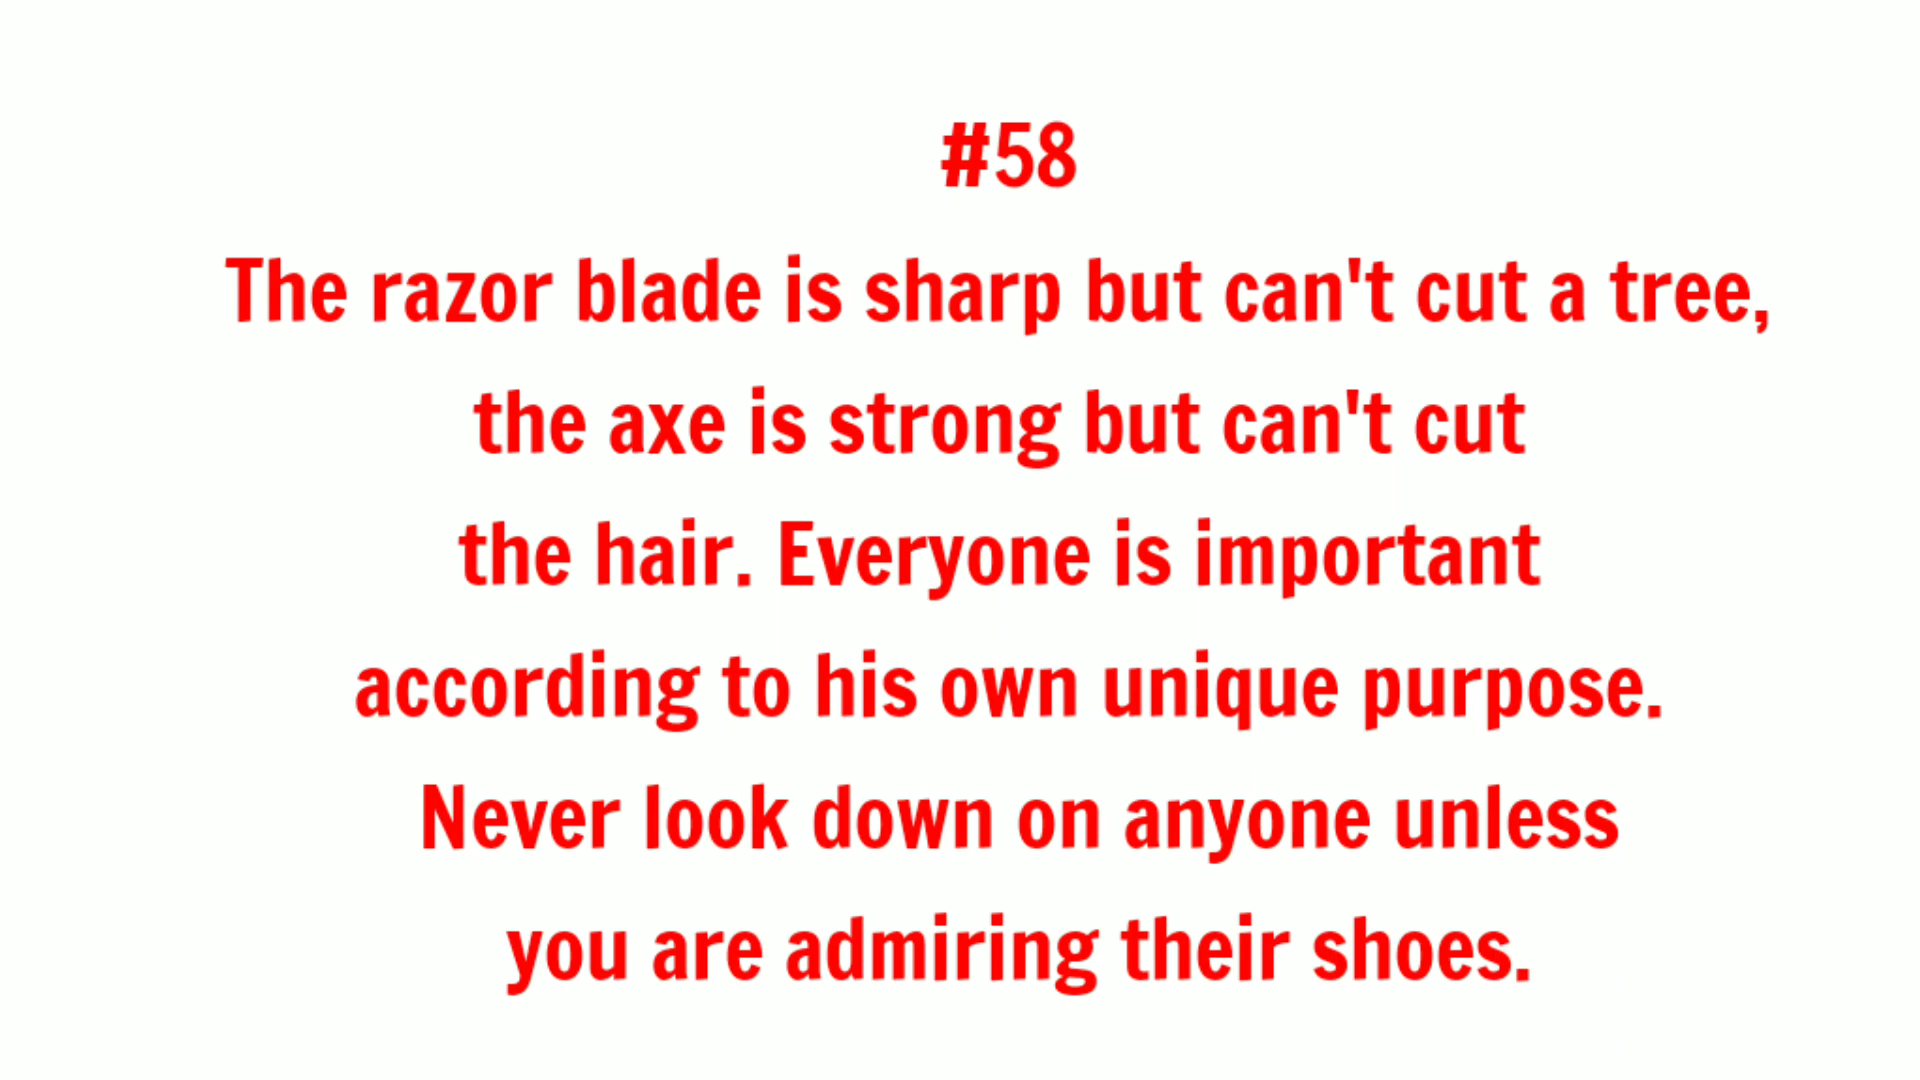 #58
The razor blade is sharp but can't cut a tree,
the axe is strong but can't cut
the hair. Everyone is important
according to his own unique purpose.
Never look down on anyone unless
you are admiring their shoes.